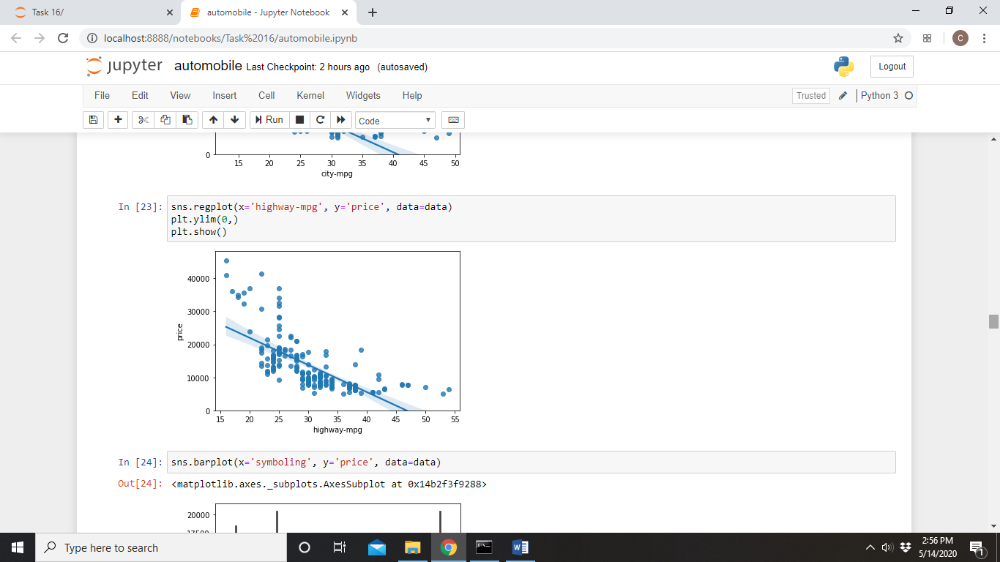 Task 16/
automobile - Jupyter Notebook
localhost:8888/notebooks/Task%2016/automobile.ipynb
C
jupyter automobile Last Checkpoint: 2 hours ago (autosaved)
Logout
File Edit View Insert Cell Kernel Widgets Help
Trusted Python 3
Run Code
0
15 20 25 30 35 40 45 50
city-mpg
In [23]: sns.regplot(x='highway-mpg', y='price', data=data)
plt.ylim(0,)
plt.show()
40000
30000
20000
10000
0
price
15 20 25 30 35 40 45 50 55
highway-mpg
In [24]: sns.barplot(x='symboling', y='price', data=data)
Out[24]: <matplotlib.axes._subplots.AxesSubplot at 0x14b2f3f9288>
20000
17500
Type here to search
2:56 PM
5/14/2020
1